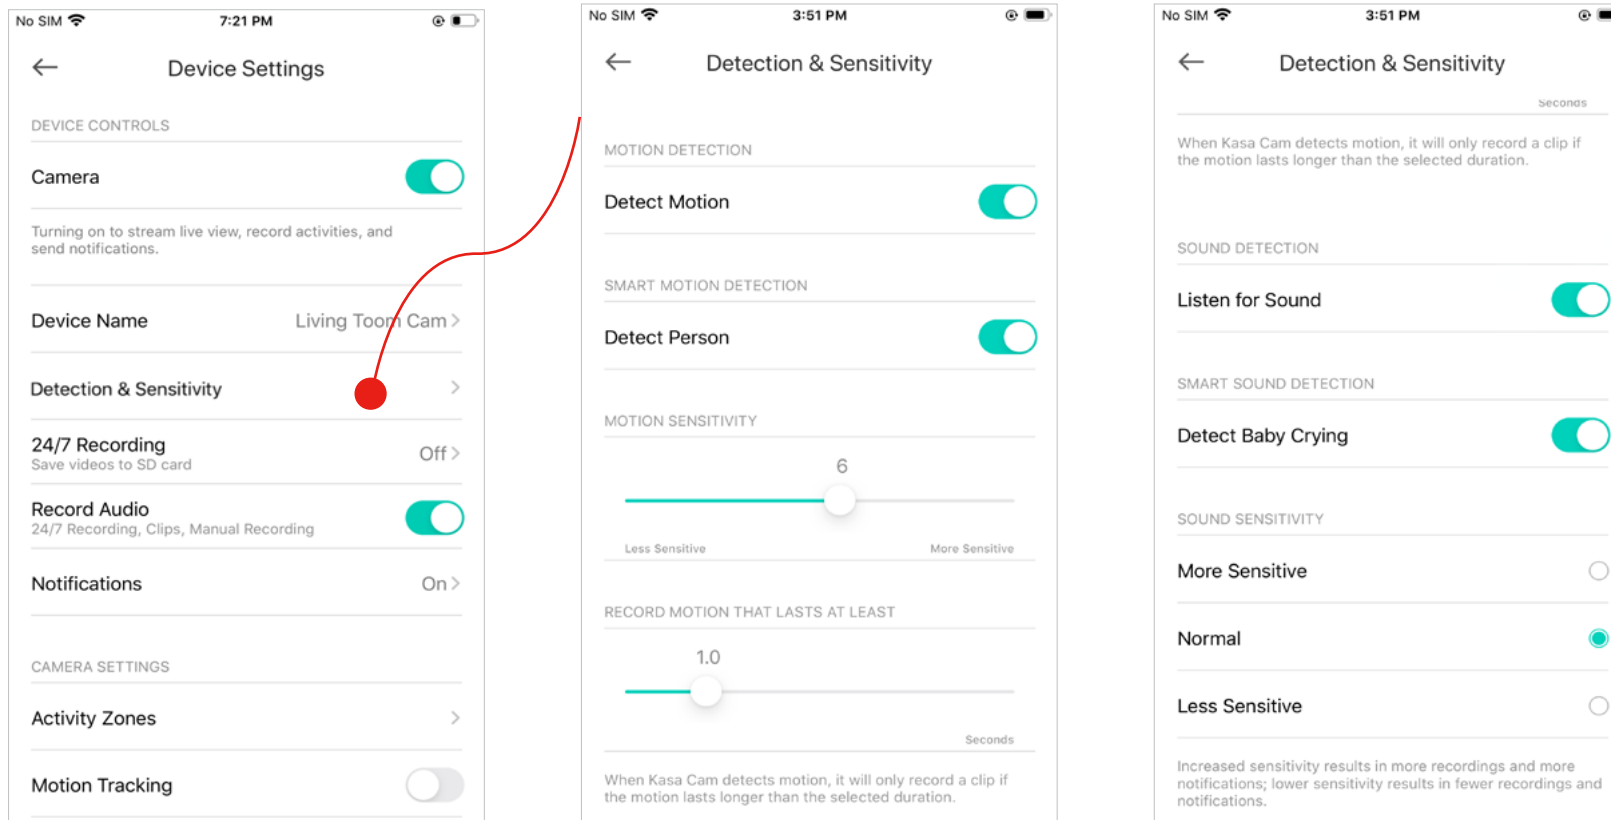 No SIM 7:21 PM
Device Settings
DEVICE CONTROLS
Camera
Turning on to stream live view, record activities, and
send notifications.
Device Name Living Toom Cam
Detection & Sensitivity
24/7 Recording Off
Save videos to SD card
Record Audio
24/7 Recording, Clips, Manual Recording
Notifications On
CAMERA SETTINGS
Activity Zones
Motion Tracking
No SIM 3:51 PM
Detection & Sensitivity
MOTION DETECTION
Detect Motion
SMART MOTION DETECTION
Detect Person
MOTION SENSITIVITY
6
Less Sensitive More Sensitive
RECORD MOTION THAT LASTS AT LEAST
1.0
Seconds
When Kasa Cam detects motion, it will only record a clip if
the motion lasts longer than the selected duration.
No SIM 3:51 PM
Detection & Sensitivity
Seconds
When Kasa Cam detects motion, it will only record a clip if
the motion lasts longer than the selected duration.
SOUND DETECTION
Listen for Sound
SMART SOUND DETECTION
Detect Baby Crying
SOUND SENSITIVITY
More Sensitive
Normal
Less Sensitive
Increased sensitivity results in more recordings and more
notifications; lower sensitivity results in fewer recordings and
notifications.